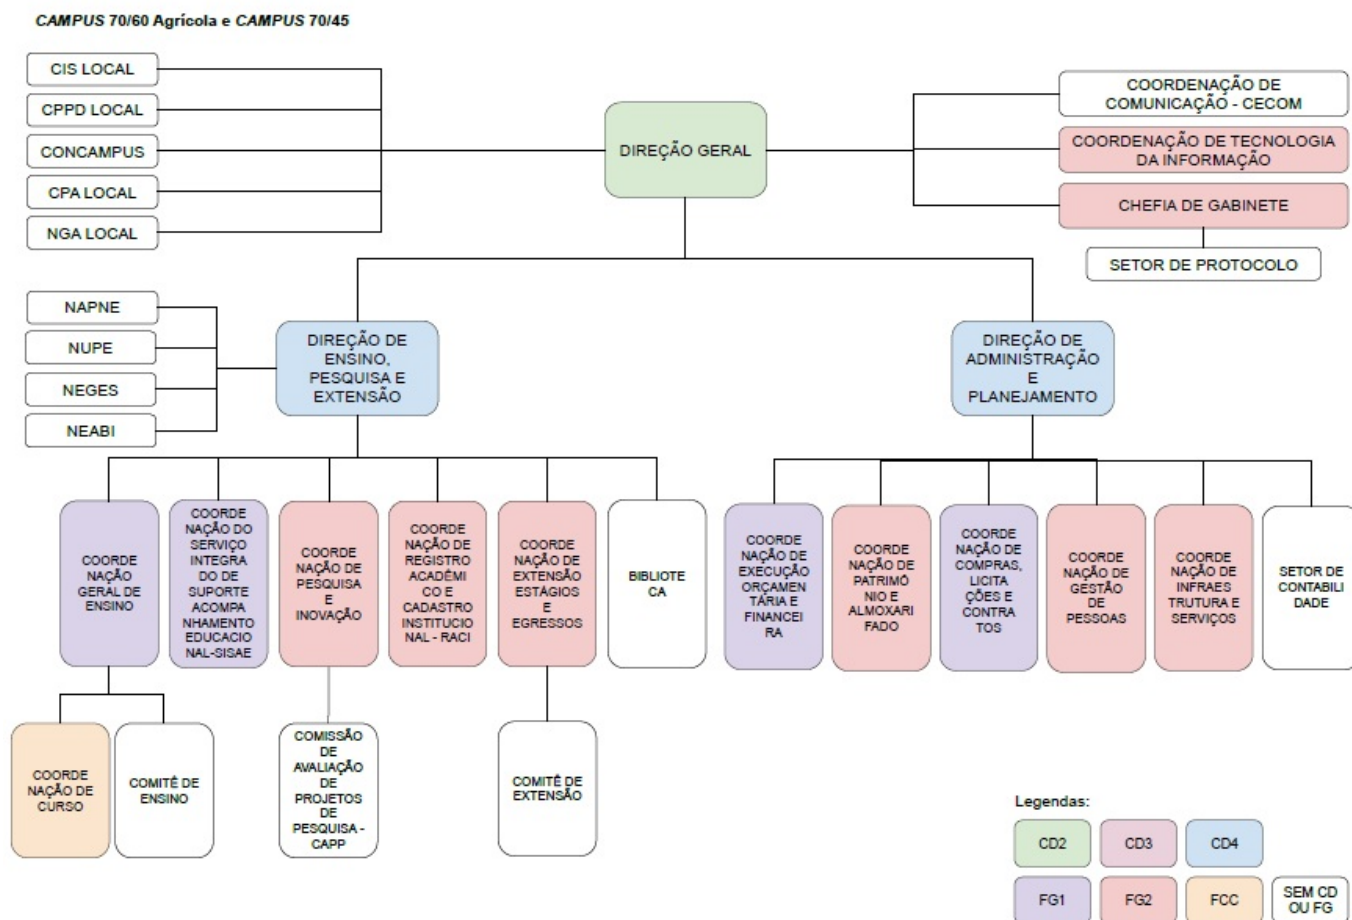 CAMPUS 70/60 Agrícola e CAMPUS 70/45
CIS LOCAL
CPPD LOCAL
CONCAMPUS
CPA LOCAL
NGA LOCAL
DIREÇÃO GERAL
COORDENAÇÃO DE
COMUNICAÇÃO - CECOM
COORDENAÇÃO DE TECNOLOGIA
DA INFORMAÇÃO
CHEFIA DE GABINETE
SETOR DE PROTOCOLO
NAPNE
NUPE
NEGES
NEABI
DIREÇÃO DE
ENSINO,
PESQUISA E
EXTENSÃO
DIREÇÃO DE
ADMINISTRAÇÃO
E
PLANEJAMENTO
COORDE
NAÇÃO
GERAL DE
ENSINO
COORDE
NAÇÃO DO
SERVIÇO
INTEGRA
DO DE
SUPORTE
ACOMPA
NHAMENTO
EDUCACIO
NAL-SISAE
COORDE
NAÇÃO DE
PESQUISA
E
INOVAÇÃO
COORDE
NAÇÃO DE
REGISTRO
ACADÊMI
CO E
CADASTRO
INSTITUCIO
NAL - RACI
COORDE
NAÇÃO DE
EXTENSÃO
ESTÁGIOS
E
EGRESSOS
BIBLIOTE
CA
COORDE
NAÇÃO DE
EXECUÇÃO
ORÇAMEN
TÁRIA E
FINANCEI
RA
COORDE
NAÇÃO DE
PATRIMÔ
NIO E
ALMOXARI
FADO
COORDE
NAÇÃO DE
COMPRAS,
LICITA
ÇÕES E
CONTRA
TOS
COORDE
NAÇÃO DE
GESTÃO
DE
PESSOAS
COORDE
NAÇÃO DE
INFRAES
TRUTURA E
SERVIÇOS
SETOR DE
CONTABILI
DADE
COORDE
NAÇÃO DE
CURSO
COMITÊ DE
ENSINO
COMISSÃO
DE
AVALIAÇÃO
DE
PROJETOS
DE
PESQUISA -
CAPP
COMITÊ DE
EXTENSÃO
Legendas:
CD2
CD3
CD4
FG1
FG2
FCC
SEM CD
OU FG